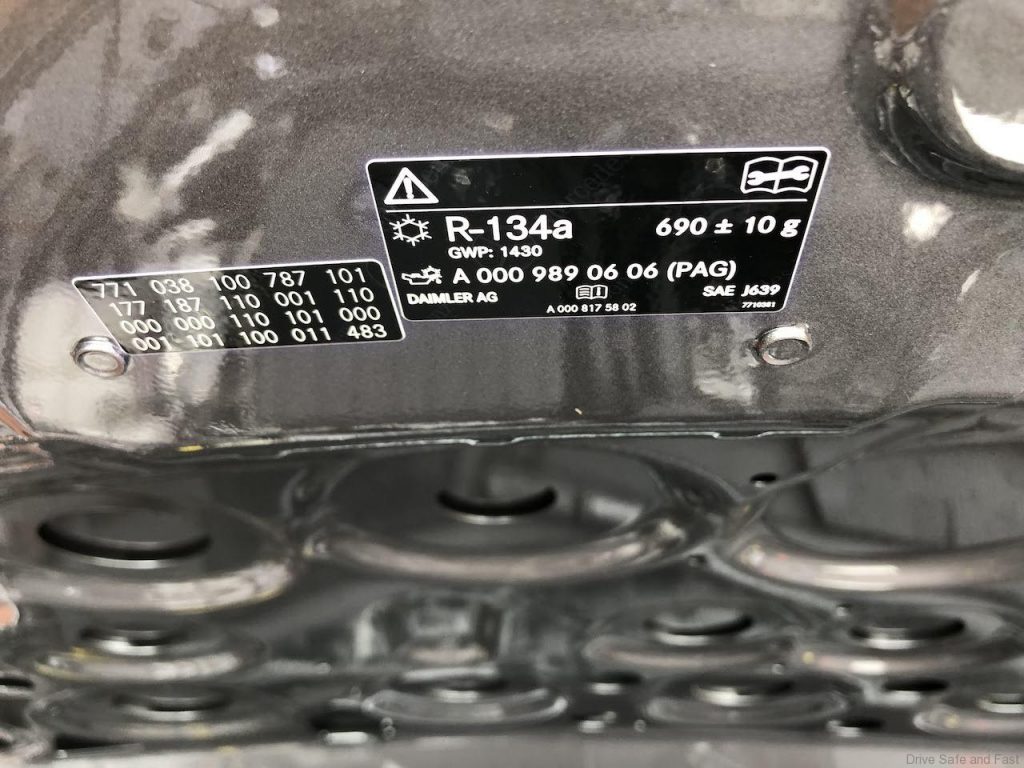 R-134a 690 ± 10 g
GWP: 1430
A 000 989 06 06 (PAG)
DAIMLER AG SAE J639
A 000 817 58 02 7710381
771 038 100 787 101
177 187 110 001 110
000 000 110 101 000
001 101 100 011 483
Drive Safe and Fast